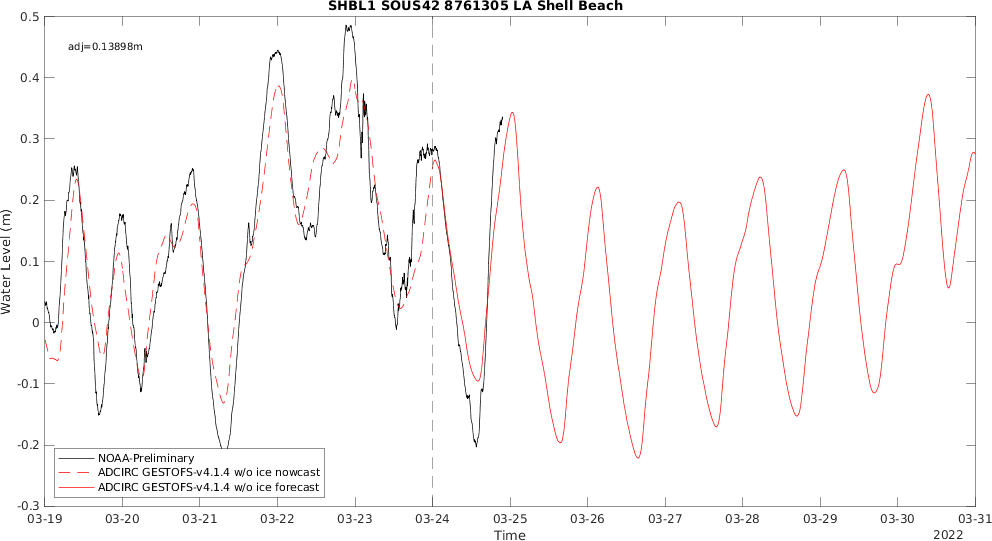 SHBL1 SOUS42 8761305 LA Shell Beach
adj=0.13898m
Water Level (m)
0.5
0.4
0.3
0.2
0.1
0
-0.1
-0.2
-0.3
NOAA-Preliminary
ADCIRC GESTOFS-v4.1.4 w/o ice nowcast
ADCIRC GESTOFS-v4.1.4 w/o ice forecast
03-19 03-20 03-21 03-22 03-23 03-24 03-25 03-26 03-27 03-28 03-29 03-30 03-31
Time
2022